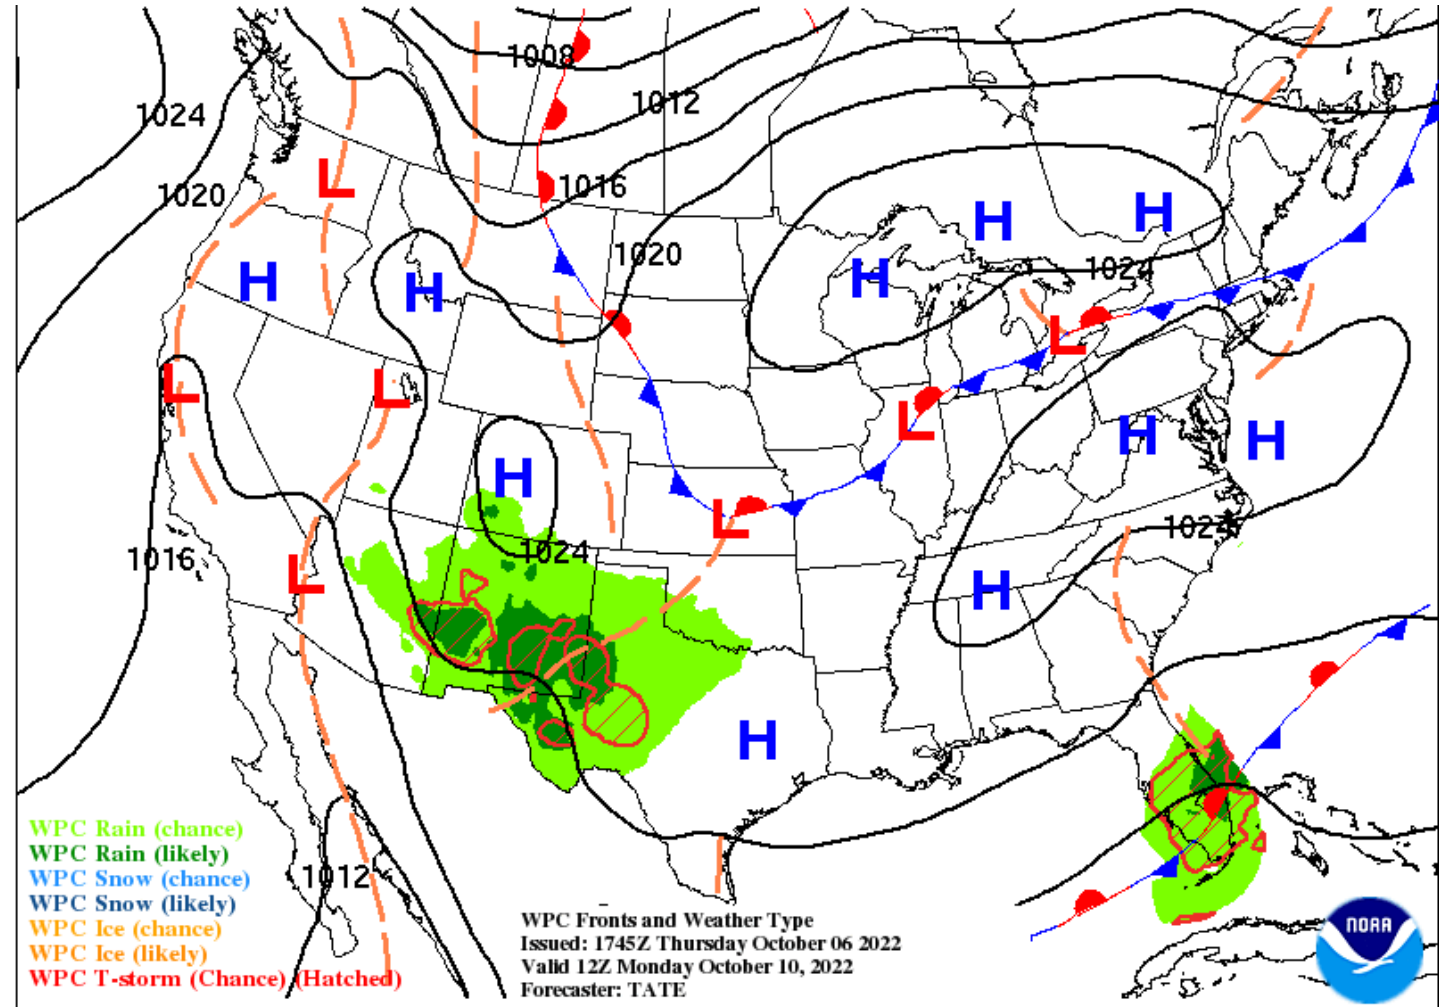 1008
1012
1024
1016
1020
L
H
H
1020
H
H
1024
H
H
L
L
L
L
H
H
H
L
1016
1024
1024
L
H
H
WPC Rain (chance)
WPC Rain (likely)
WPC Snow (chance)
WPC Snow (likely)
WPC Ice (chance)
WPC Ice (likely)
WPC T-storm (Chance) (Hatched)
1012
WPC Fronts and Weather Type
Issued: 1745Z Thursday October 06 2022
Valid 12Z Monday October 10, 2022
Forecaster: TATE
NOAA